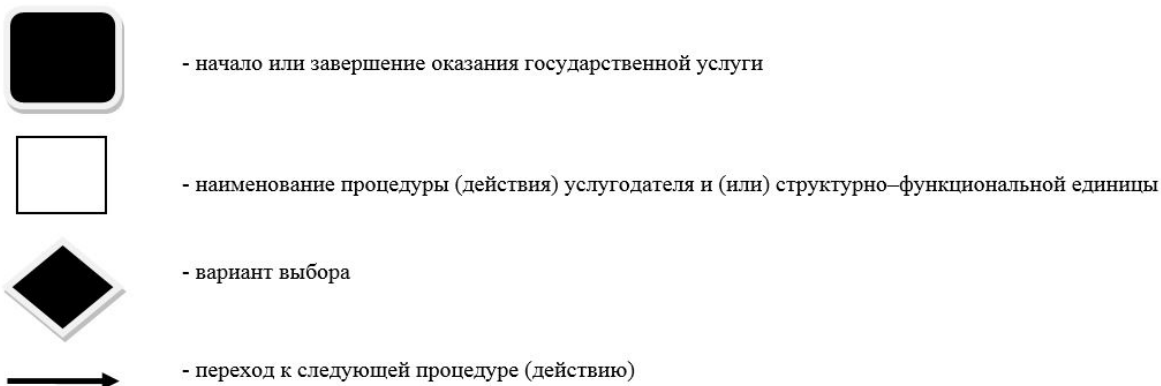 - начало или завершение оказания государственной услуги
- наименование процедуры (действия) услугодателя и (или) структурно–функциональной единицы
- вариант выбора
- переход к следующей процедуре (действию)